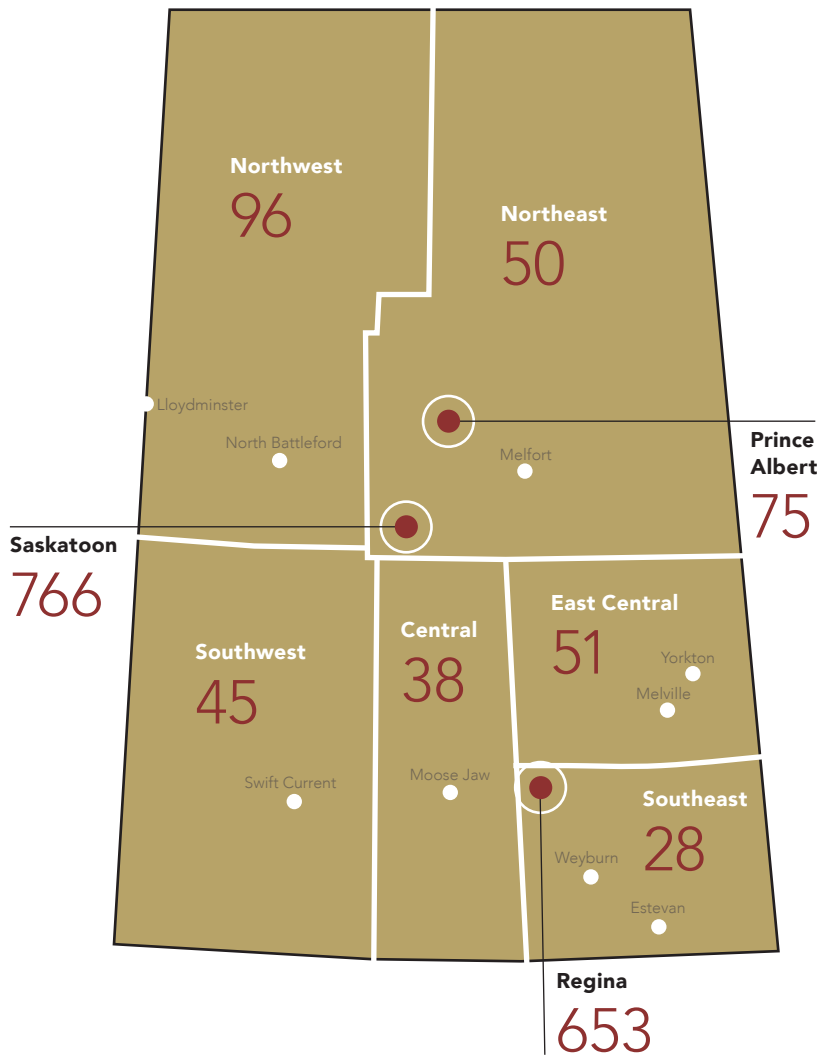 Northwest
96
Northeast
50
Lloydminster
North Battleford
Melfort
Prince
Albert
75
Saskatoon
766
East Central
51
Central
38
Southwest
45
Yorkton
Melville
Swift Current
Moose Jaw
Southeast
28
Weyburn
Estevan
Regina
653